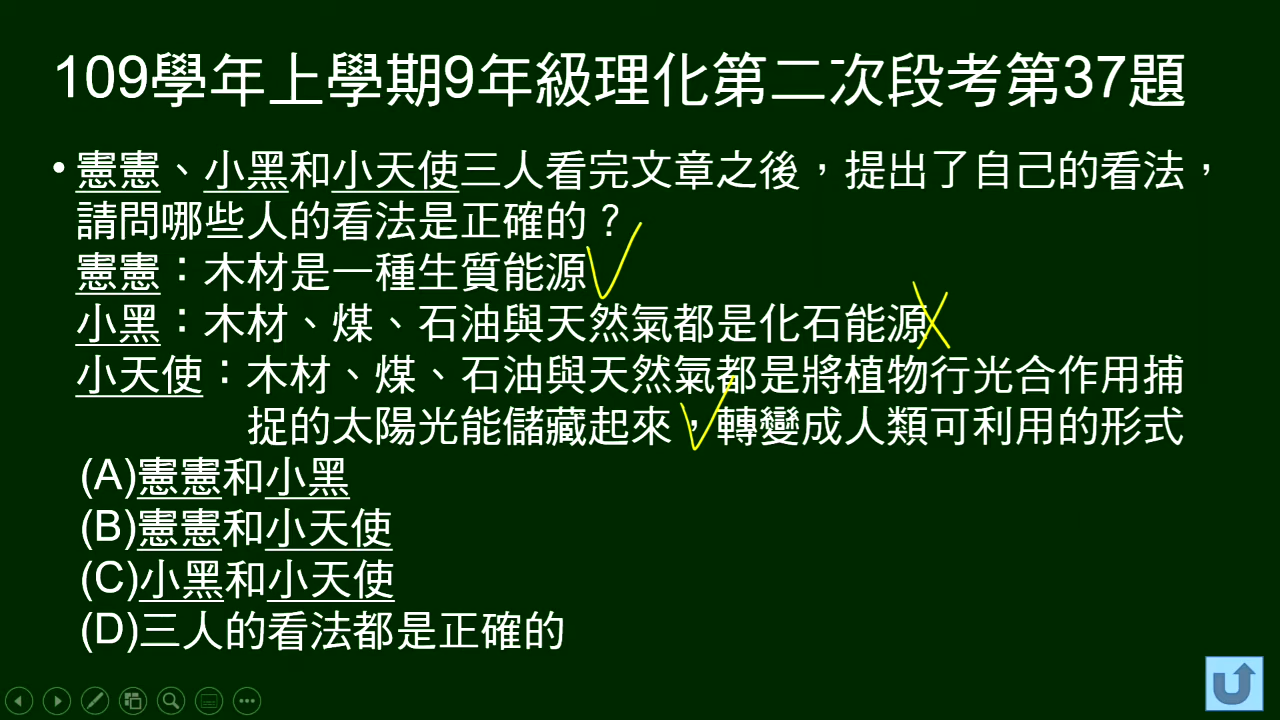 109學年上學期9年級理化第二次段考第37題
•憲憲、小黑和小天使三人看完文章之後，提出了自己的看法，
請問哪些人的看法是正確的？
憲憲：木材是一種生質能源
小黑：木材、煤、石油與天然氣都是化石能源
小天使：木材、煤、石油與天然氣都是將植物行光合作用捕
捉的太陽光能儲藏起來，轉變成人類可利用的形式
(A)憲憲和小黑
(B)憲憲和小天使
(C)小黑和小天使
(D)三人的看法都是正確的